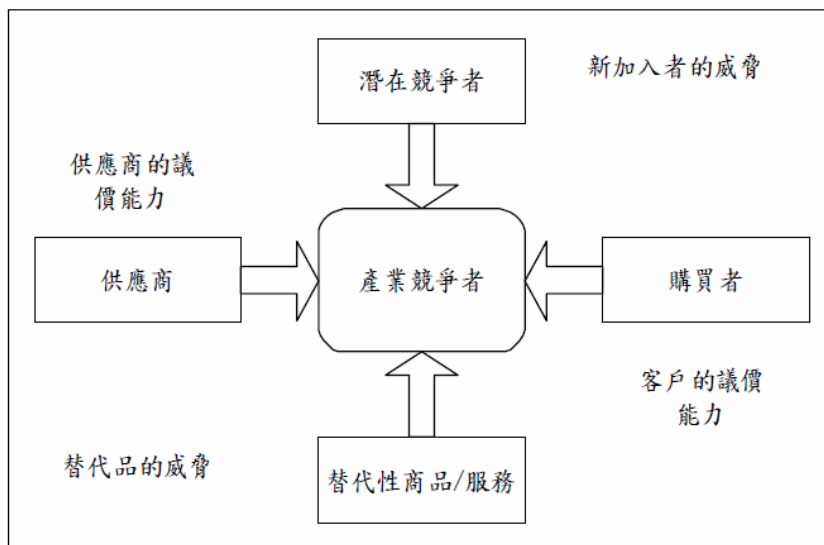 潛在競爭者
新加入者的威脅
供應商的議
價能力
供應商
產業競爭者
購買者
客戶的議價
能力
替代品的威脅
替代性商品/服務